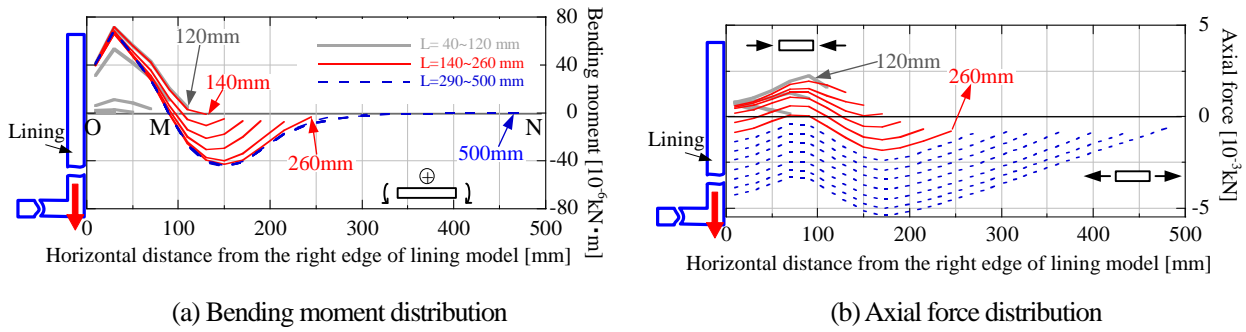 80
40
0
-40
-80
Bending moment [10⁻⁶kN・m]
120mm
140mm
L= 40~120 mm
L=140~260 mm
L=290~500 mm
Lining
O
M
N
260mm
500mm
⊕
0
100
200
300
400
500
Horizontal distance from the right edge of lining model [mm]
(a) Bending moment distribution
5
0
-5
Axial force [10⁻³kN]
120mm
260mm
Lining
0
100
200
300
400
500
Horizontal distance from the right edge of lining model [mm]
(b) Axial force distribution